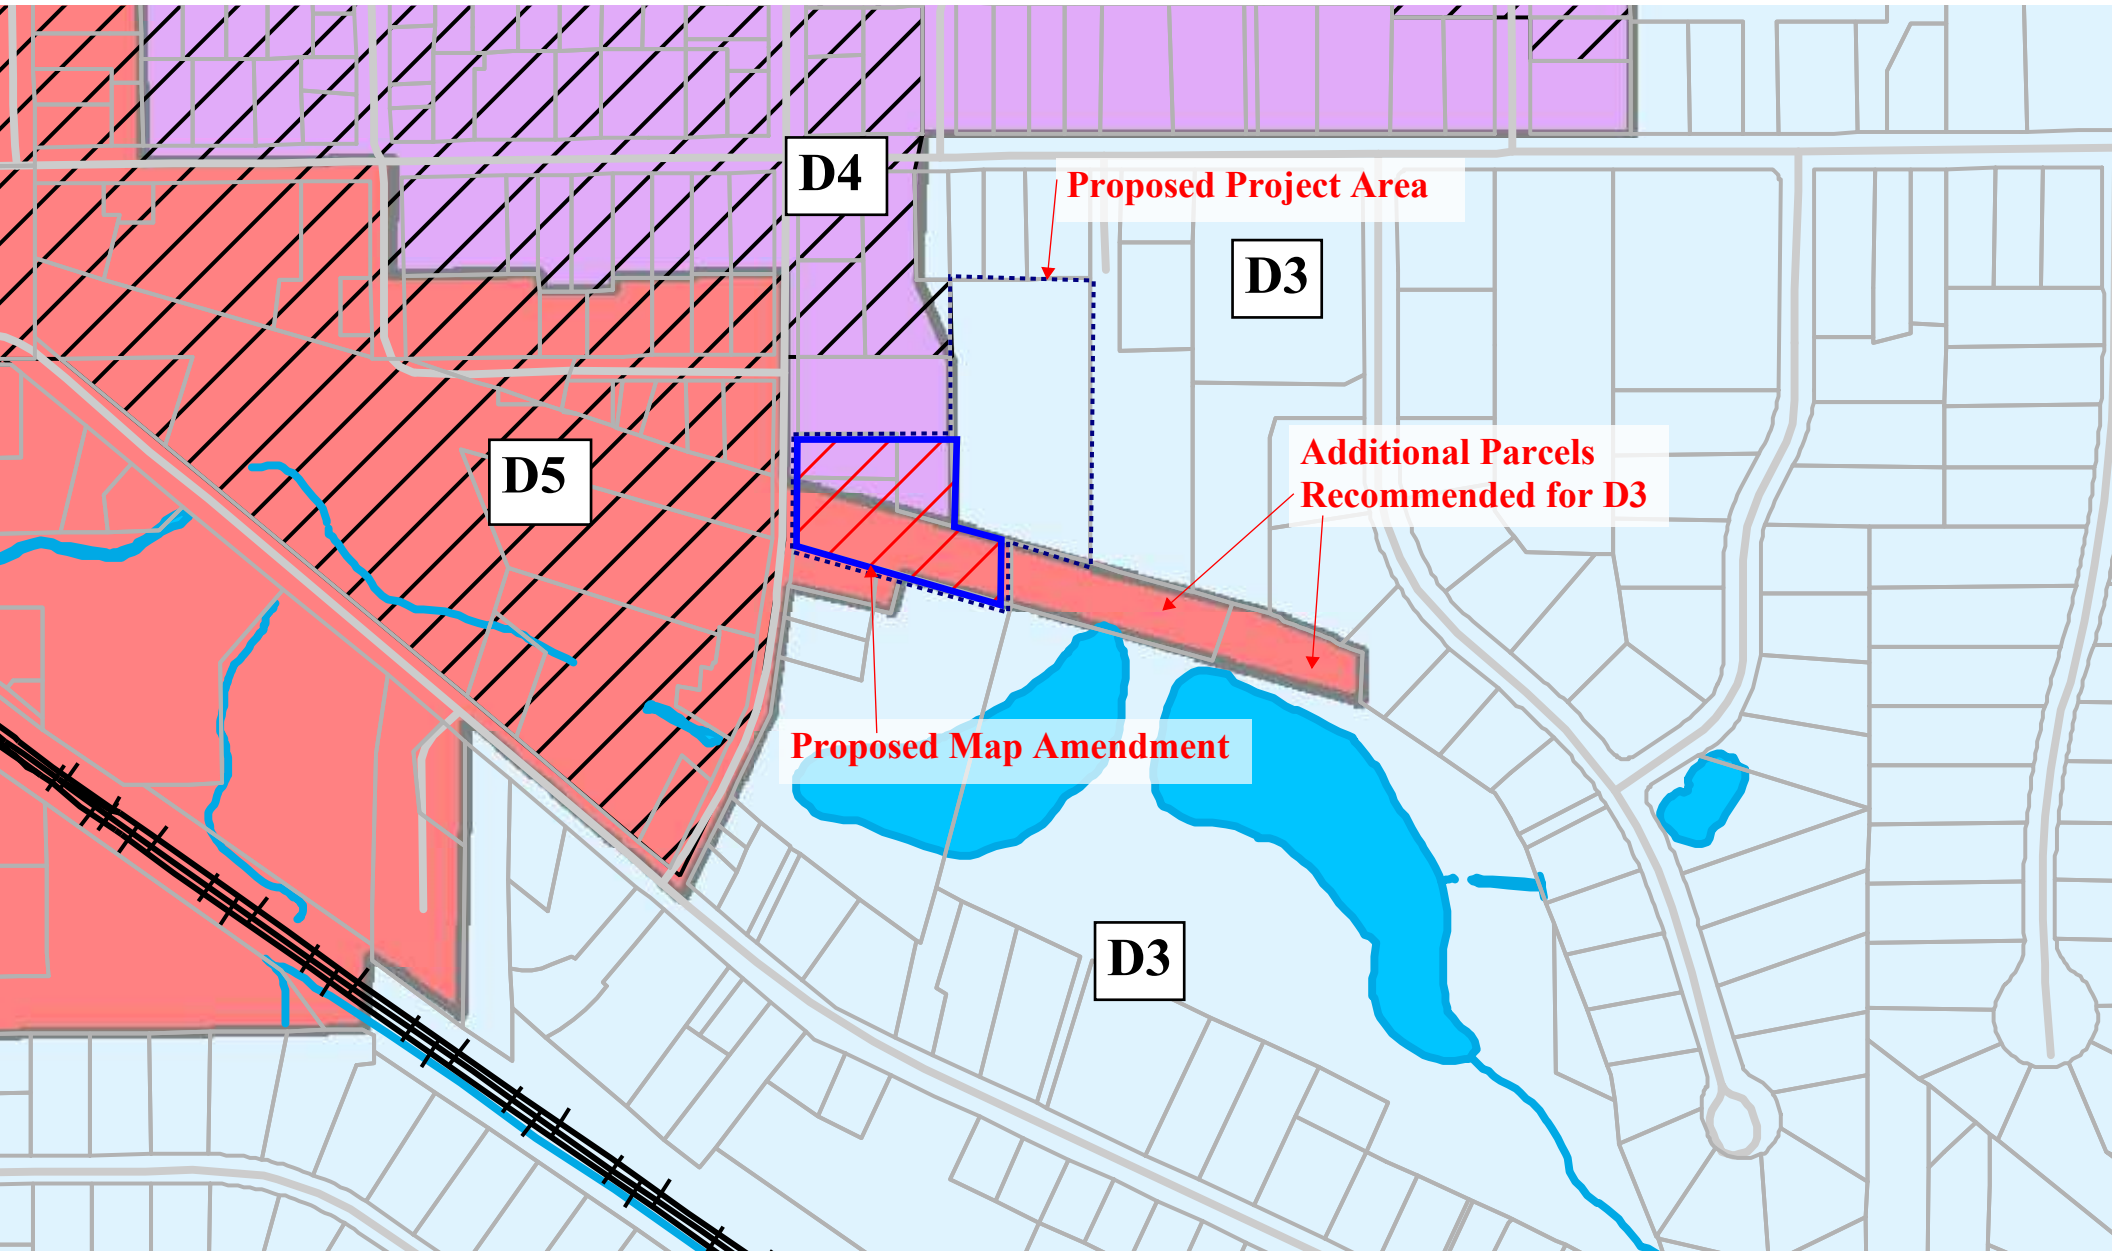 D4
Proposed Project Area
D3
Additional Parcels
Recommended for D3
D5
Proposed Map Amendment
D3